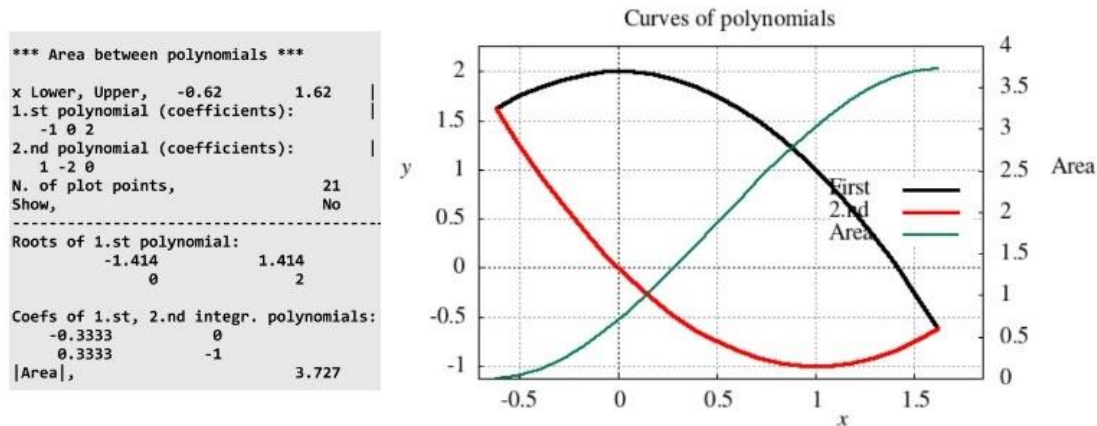 *** Area between polynomials ***
x Lower, Upper, -0.62 1.62 |
1.st polynomial (coefficients): |
-1 0 2
2.nd polynomial (coefficients): |
1 -2 0
N. of plot points, 21
Show, No
--------------------------------------------------
Roots of 1.st polynomial:
-1.414 1.414
0 2
Coefs of 1.st, 2.nd integr. polynomials:
-0.3333 0
0.3333 -1
|Area|, 3.727
Curves of polynomials
2
1.5
1
0.5
0
-0.5
-1
y
First
2.nd
Area
4
3.5
3
2.5
2
1.5
1
0.5
0
Area
-0.5 0 0.5 1 1.5
x